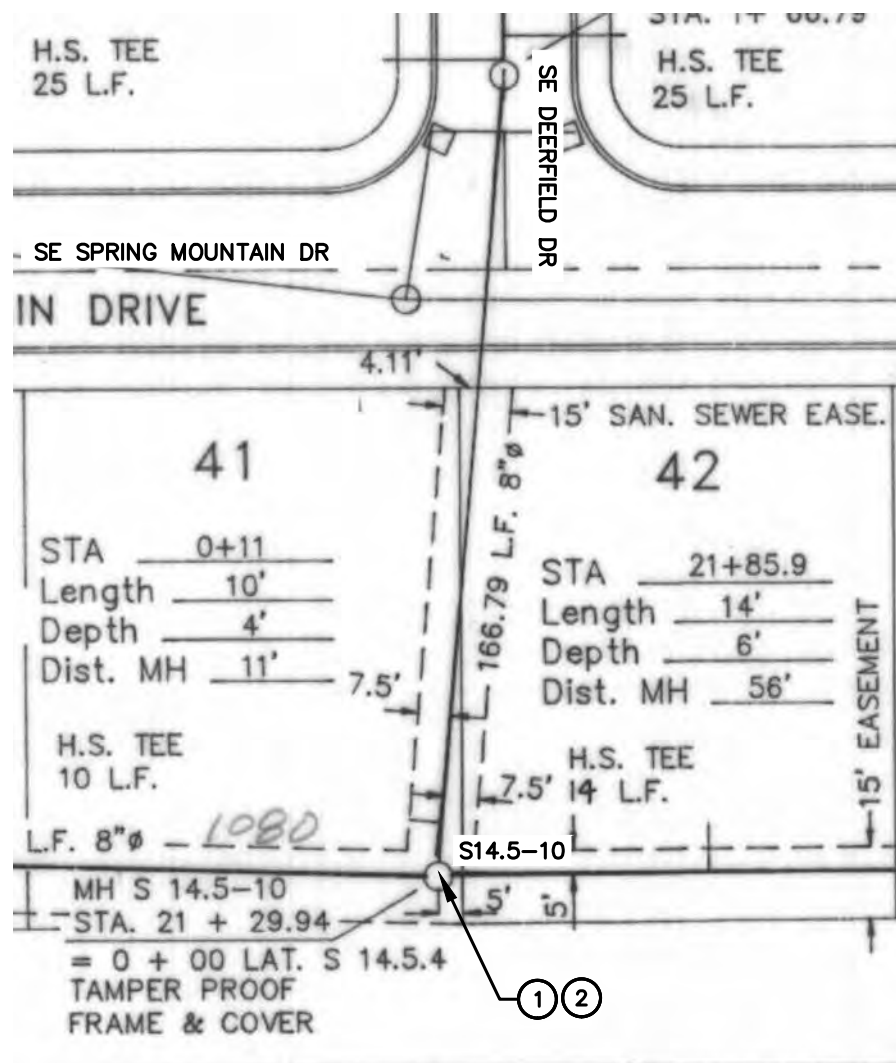 STA. 1+ 66.79
H.S. TEE
25 L.F.
H.S. TEE
25 L.F.
SE DEERFIELD DR
SE SPRING MOUNTAIN DR
IN DRIVE
4.11'
15' SAN. SEWER EASE.
41
42
166.79 L.F. 8"ø
STA 0+11
Length 10'
Depth 4'
Dist. MH 11'
STA 21+85.9
Length 14'
Depth 6'
Dist. MH 56'
7.5'
15' EASEMENT
H.S. TEE
10 L.F.
H.S. TEE
14 L.F.
7.5'
L.F. 8"ø
1080
S14.5-10
MH S 14.5-10
STA. 21 + 29.94
= 0 + 00 LAT. S 14.5.4
TAMPER PROOF
FRAME & COVER
5'
5'
1 2